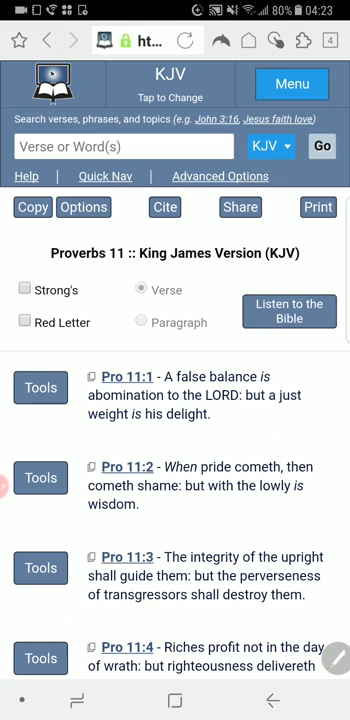 80% 04:23
ht...
4
KJV
Tap to Change
Menu
Search verses, phrases, and topics (e.g. John 3:16, Jesus faith love)
Verse or Word(s)
KJV
Go
Help | Quick Nav | Advanced Options
Copy Options Cite Share Print
Proverbs 11 :: King James Version (KJV)
Strong's Verse
Listen to the
Bible
Red Letter Paragraph
Tools
Pro 11:1 - A false balance is
abomination to the LORD: but a just
weight is his delight.
Tools
Pro 11:2 - When pride cometh, then
cometh shame: but with the lowly is
wisdom.
Tools
Pro 11:3 - The integrity of the upright
shall guide them: but the perverseness
of transgressors shall destroy them.
Tools
Pro 11:4 - Riches profit not in the day
of wrath: but righteousness delivereth